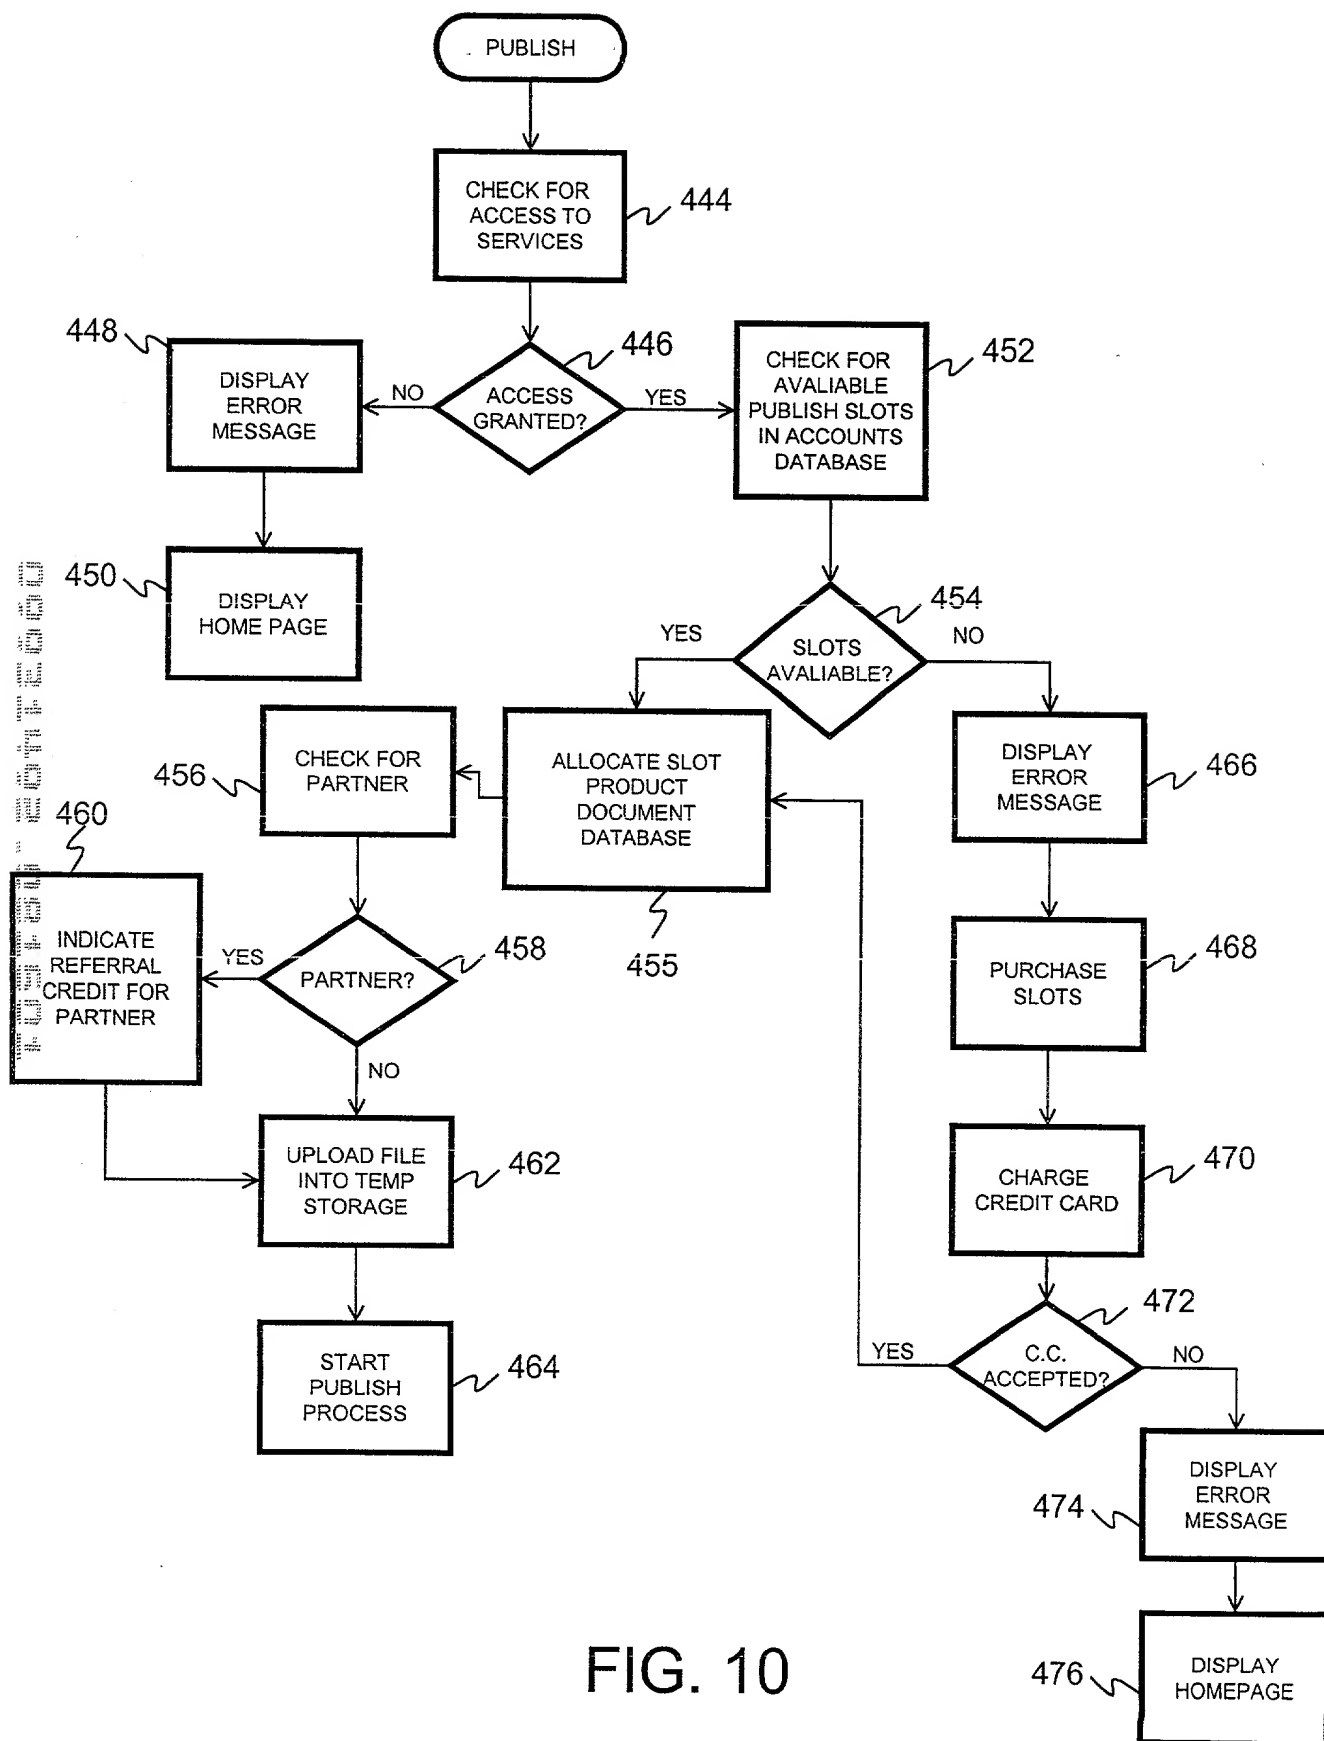 PUBLISH
CHECK FOR
ACCESS TO
SERVICES
444
448
DISPLAY
ERROR
MESSAGE
NO
ACCESS
GRANTED?
446
YES
CHECK FOR
AVALIABLE
PUBLISH SLOTS
IN ACCOUNTS
DATABASE
452
450
DISPLAY
HOME PAGE
YES
SLOTS
AVALIABLE?
454
NO
456
CHECK FOR
PARTNER
ALLOCATE SLOT
PRODUCT
DOCUMENT
DATABASE
455
DISPLAY
ERROR
MESSAGE
466
460
INDICATE
REFERRAL
CREDIT FOR
PARTNER
YES
PARTNER?
458
NO
PURCHASE
SLOTS
468
UPLOAD FILE
INTO TEMP
STORAGE
462
CHARGE
CREDIT CARD
470
START
PUBLISH
PROCESS
464
YES
C.C.
ACCEPTED?
472
NO
474
DISPLAY
ERROR
MESSAGE
476
DISPLAY
HOMEPAGE
FIG. 10